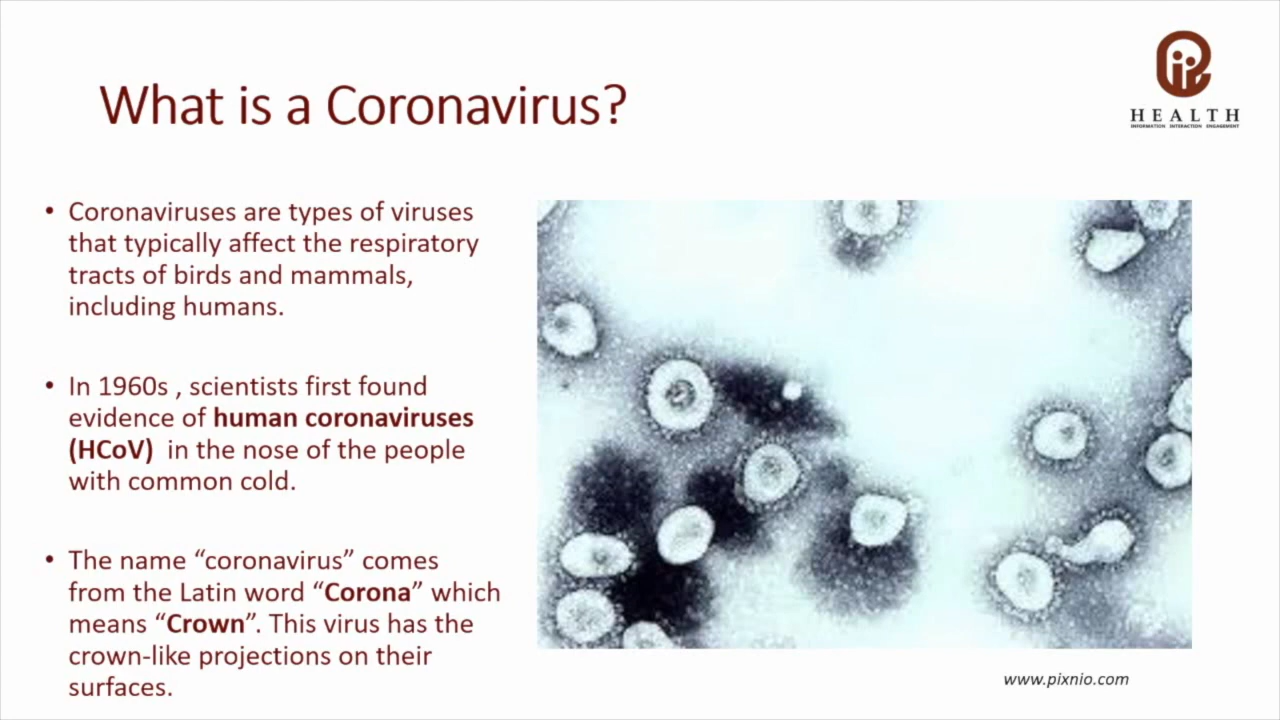 What is a Coronavirus?
HEALTH
INFORMATION INTERACTION ENGAGEMENT
• Coronaviruses are types of viruses
that typically affect the respiratory
tracts of birds and mammals,
including humans.
• In 1960s , scientists first found
evidence of human coronaviruses
(HCoV) in the nose of the people
with common cold.
• The name “coronavirus” comes
from the Latin word “Corona” which
means “Crown”. This virus has the
crown-like projections on their
surfaces.
www.pixnio.com